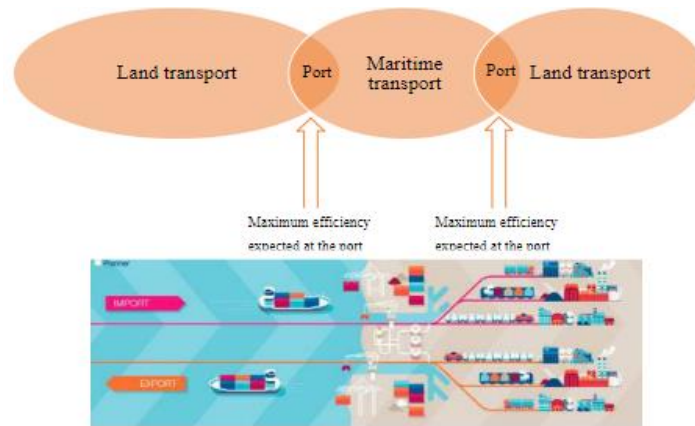 Land transport
Port
Maritime
transport
Port
Land transport
Maximum efficiency
expected at the port
Maximum efficiency
expected at the port
Planner
IMPORT
EXPORT